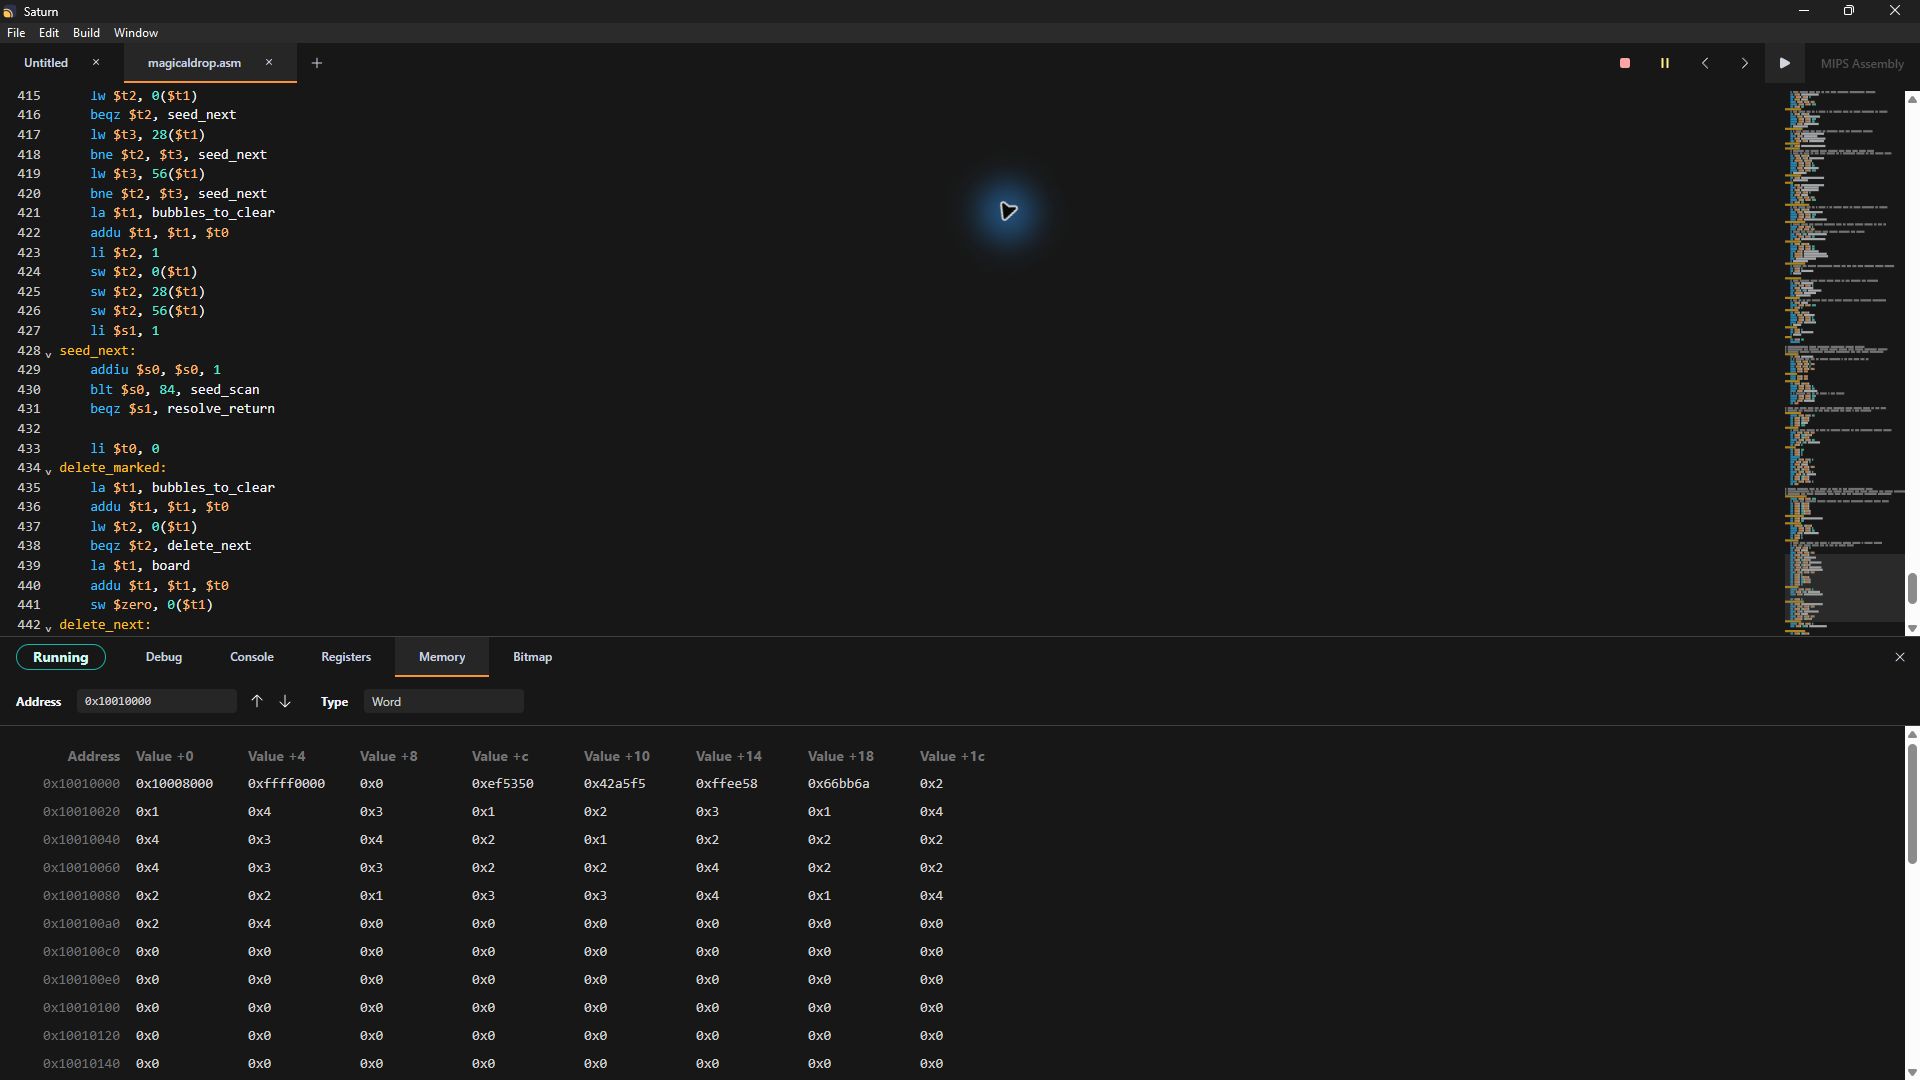 Saturn
File Edit Build Window
Untitled × magicaldrop.asm × + MIPS Assembly
415 lw $t2, 0($t1)
416 beqz $t2, seed_next
417 lw $t3, 28($t1)
418 bne $t2, $t3, seed_next
419 lw $t3, 56($t1)
420 bne $t2, $t3, seed_next
421 la $t1, bubbles_to_clear
422 addu $t1, $t1, $t0
423 li $t2, 1
424 sw $t2, 0($t1)
425 sw $t2, 28($t1)
426 sw $t2, 56($t1)
427 li $s1, 1
428 seed_next:
429 addiu $s0, $s0, 1
430 blt $s0, 84, seed_scan
431 beqz $s1, resolve_return
432
433 li $t0, 0
434 delete_marked:
435 la $t1, bubbles_to_clear
436 addu $t1, $t1, $t0
437 lw $t2, 0($t1)
438 beqz $t2, delete_next
439 la $t1, board
440 addu $t1, $t1, $t0
441 sw $zero, 0($t1)
442 delete_next:
Running Debug Console Registers Memory Bitmap
Address 0x10010000 Type Word
Address Value +0 Value +4 Value +8 Value +c Value +10 Value +14 Value +18 Value +1c
0x10010000 0x10008000 0xffff0000 0x0 0xef5350 0x42a5f5 0xffee58 0x66bb6a 0x2
0x10010020 0x1 0x4 0x3 0x1 0x2 0x3 0x1 0x4
0x10010040 0x4 0x3 0x4 0x2 0x1 0x2 0x2 0x2
0x10010060 0x4 0x3 0x3 0x2 0x2 0x4 0x2 0x2
0x10010080 0x2 0x2 0x1 0x3 0x3 0x4 0x1 0x4
0x100100a0 0x2 0x4 0x0 0x0 0x0 0x0 0x0 0x0
0x100100c0 0x0 0x0 0x0 0x0 0x0 0x0 0x0 0x0
0x100100e0 0x0 0x0 0x0 0x0 0x0 0x0 0x0 0x0
0x10010100 0x0 0x0 0x0 0x0 0x0 0x0 0x0 0x0
0x10010120 0x0 0x0 0x0 0x0 0x0 0x0 0x0 0x0
0x10010140 0x0 0x0 0x0 0x0 0x0 0x0 0x0 0x0